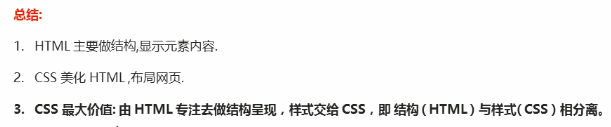 总结:
1. HTML 主要做结构,显示元素内容.
2. CSS 美化 HTML ,布局网页.
3. CSS 最大价值: 由 HTML 专注去做结构呈现，样式交给 CSS，即 结构 ( HTML ) 与样式( CSS ) 相分离。